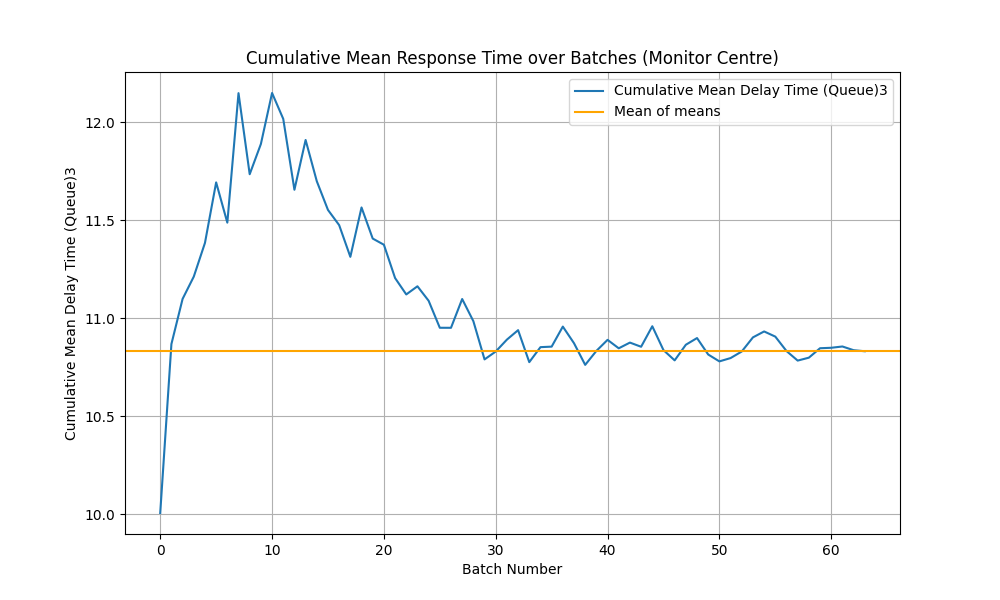 Cumulative Mean Response Time over Batches (Monitor Centre)
Cumulative Mean Delay Time (Queue)3
Mean of means
Cumulative Mean Delay Time (Queue)3
12.0
11.5
11.0
10.5
10.0
0 10 20 30 40 50 60
Batch Number